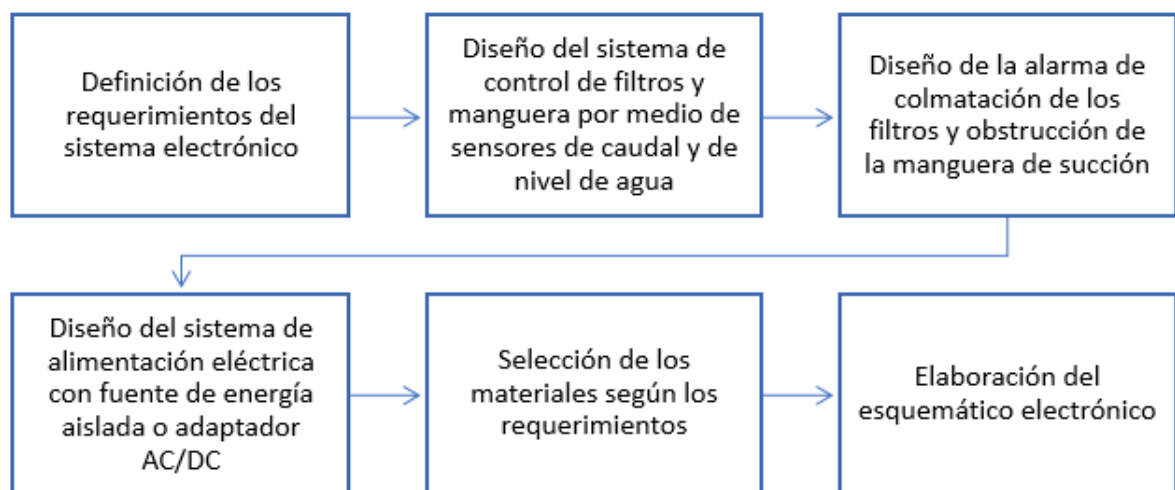 Definición de los
requerimientos del
sistema electrónico
Diseño del sistema de
control de filtros y
manguera por medio de
sensores de caudal y de
nivel de agua
Diseño de la alarma de
colmatación de los
filtros y obstrucción de
la manguera de succión
Diseño del sistema de
alimentación eléctrica
con fuente de energía
aislada o adaptador
AC/DC
Selección de los
materiales según los
requerimientos
Elaboración del
esquemático electrónico